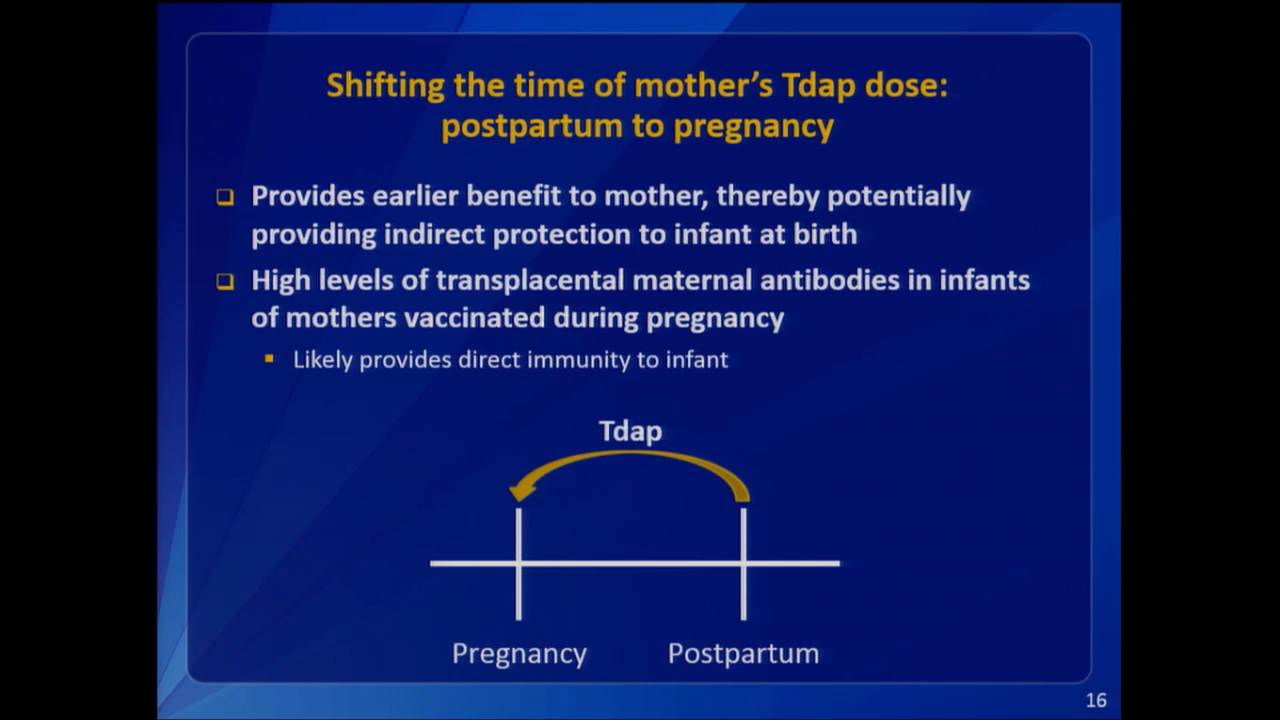 Shifting the time of mother's Tdap dose:
postpartum to pregnancy
Provides earlier benefit to mother, thereby potentially
providing indirect protection to infant at birth
High levels of transplacental maternal antibodies in infants
of mothers vaccinated during pregnancy
Likely provides direct immunity to infant
Tdap
Pregnancy Postpartum
16